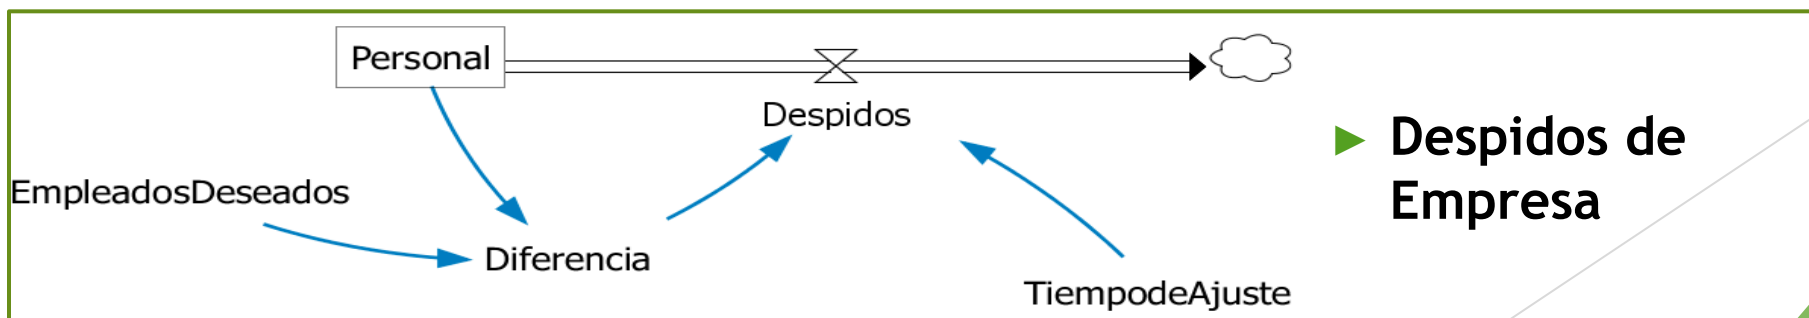 Personal
Despidos
EmpleadosDeseados
Diferencia
TiempodeAjuste
Despidos de
Empresa